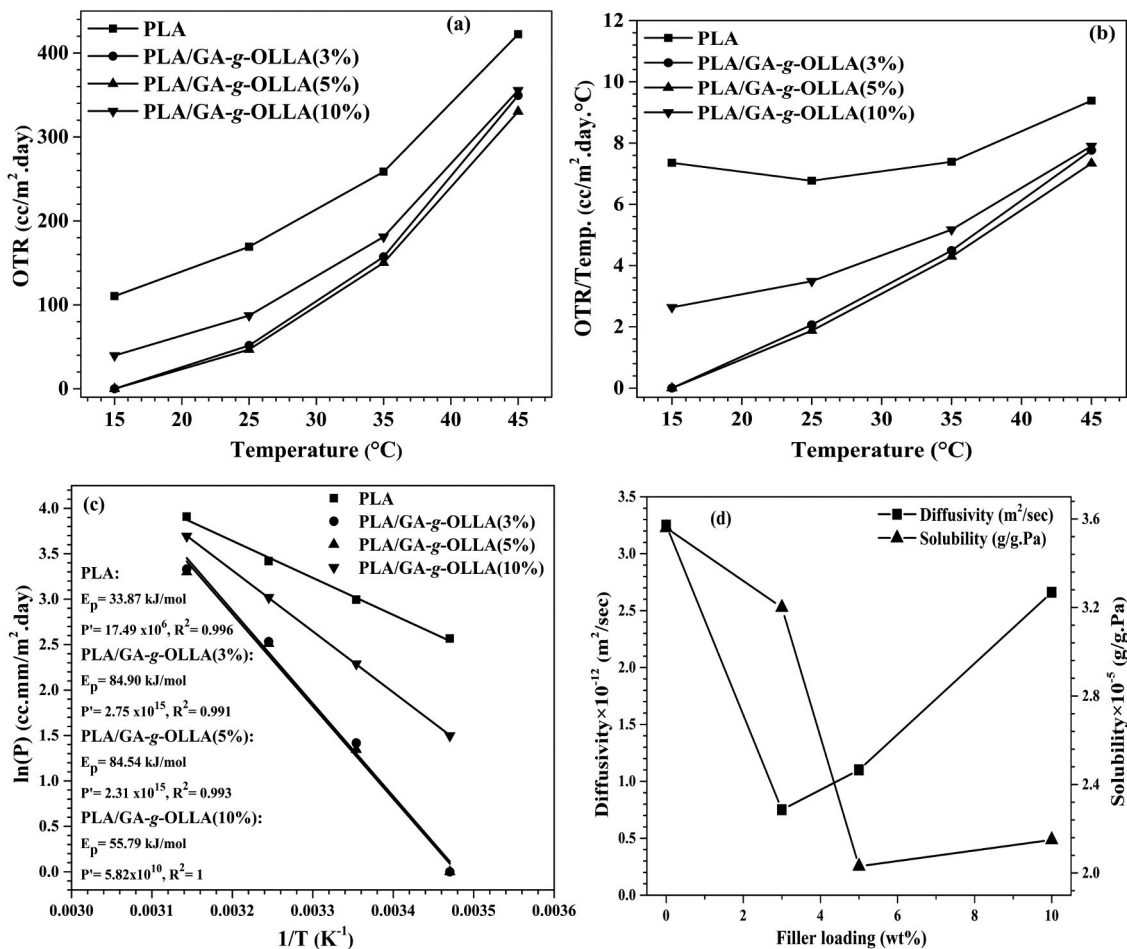 (a)
PLA
PLA/GA-g-OLLA(3%)
PLA/GA-g-OLLA(5%)
PLA/GA-g-OLLA(10%)
OTR (cc/m².day)
400
300
200
100
0
15 20 25 30 35 40 45
Temperature (°C)
(b)
PLA
PLA/GA-g-OLLA(3%)
PLA/GA-g-OLLA(5%)
PLA/GA-g-OLLA(10%)
OTR/Temp. (cc/m².day.°C)
12
10
8
6
4
2
0
15 20 25 30 35 40 45
Temperature (°C)
(c)
PLA
PLA/GA-g-OLLA(3%)
PLA/GA-g-OLLA(5%)
PLA/GA-g-OLLA(10%)
ln(P) (cc.mm/m².day)
4.0
3.5
3.0
2.5
2.0
1.5
1.0
0.5
0.0
PLA:
Eₚ= 33.87 kJ/mol
P'= 17.49 x10⁶, R²= 0.996
PLA/GA-g-OLLA(3%):
Eₚ= 84.90 kJ/mol
P'= 2.75 x10¹⁵, R²= 0.991
PLA/GA-g-OLLA(5%):
Eₚ= 84.54 kJ/mol
P'= 2.31 x10¹⁵, R²= 0.993
PLA/GA-g-OLLA(10%):
Eₚ= 55.79 kJ/mol
P'= 5.82x10¹⁰, R²= 1
0.0030 0.0031 0.0032 0.0033 0.0034 0.0035 0.0036
1/T (K⁻¹)
(d)
Diffusivity (m²/sec)
Solubility (g/g.Pa)
Diffusivity×10⁻¹² (m²/sec)
3.5
3.0
2.5
2.0
1.5
1.0
0.5
0.0
0 2 4 6 8 10
Filler loading (wt%)
3.6
3.2
2.8
2.4
2.0
Solubility×10⁻⁵ (g/g.Pa)